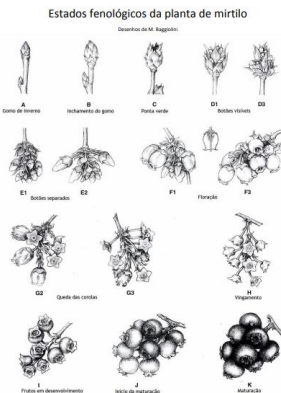 Estados fenológicos da planta de mirtilo
Desenhos de M. Baggiolini
A B C D1 D3
Gomo de inverno Inchamento do gomo Ponta verde Botões visíveis
E1 E2 F1 F3
Botões separados Floração
G2 G3 H
Queda das corolas Vingamento
I J K
Frutos em desenvolvimento Início da maturação Maturação